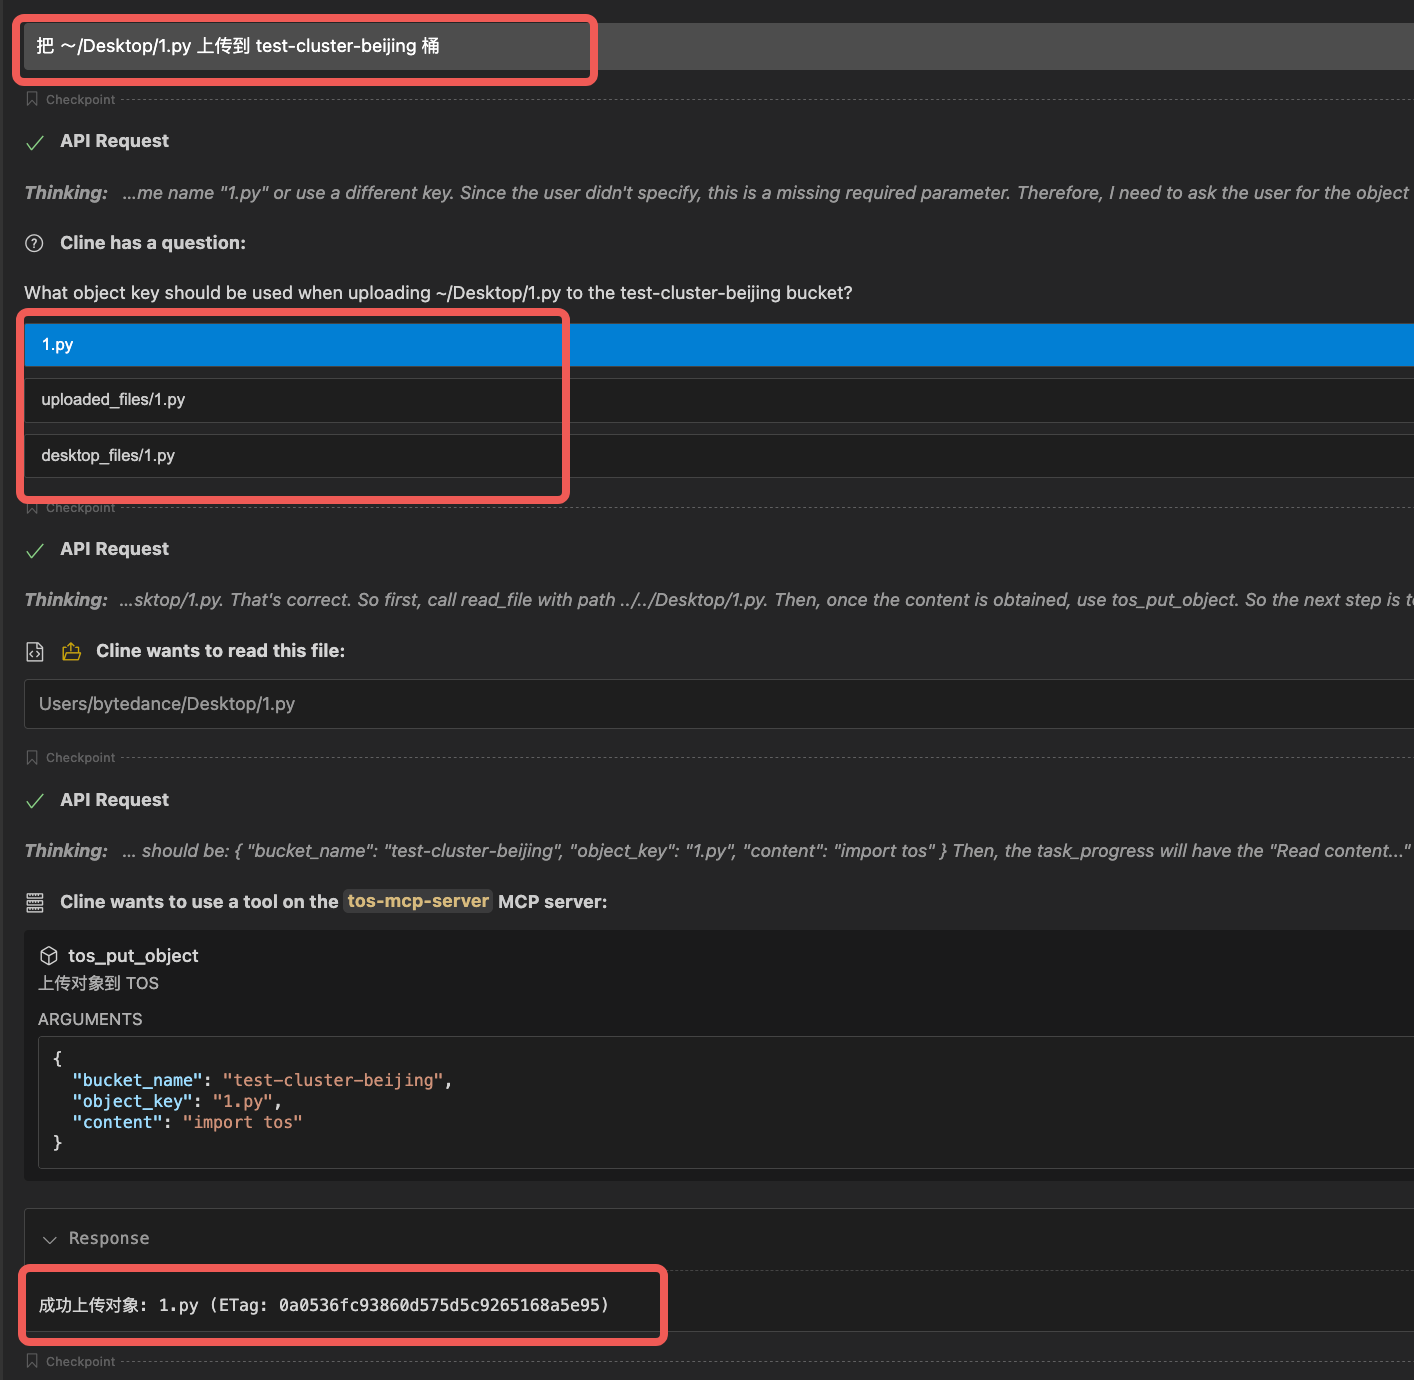 把 ～/Desktop/1.py 上传到 test-cluster-beijing 桶
Checkpoint
API Request
Thinking: ...me name "1.py" or use a different key. Since the user didn't specify, this is a missing required parameter. Therefore, I need to ask the user for the object
Cline has a question:
What object key should be used when uploading ~/Desktop/1.py to the test-cluster-beijing bucket?
1.py
uploaded_files/1.py
desktop_files/1.py
Checkpoint
API Request
Thinking: ...sktop/1.py. That's correct. So first, call read_file with path ../../Desktop/1.py. Then, once the content is obtained, use tos_put_object. So the next step is
Cline wants to read this file:
Users/bytedance/Desktop/1.py
Checkpoint
API Request
Thinking: ... should be: { "bucket_name": "test-cluster-beijing", "object_key": "1.py", "content": "import tos" } Then, the task_progress will have the "Read content..."
Cline wants to use a tool on the tos-mcp-server MCP server:
tos_put_object
上传对象到 TOS
ARGUMENTS
{
"bucket_name": "test-cluster-beijing",
"object_key": "1.py",
"content": "import tos"
}
Response
成功上传对象: 1.py (ETag: 0a0536fc93860d575d5c9265168a5e95)
Checkpoint